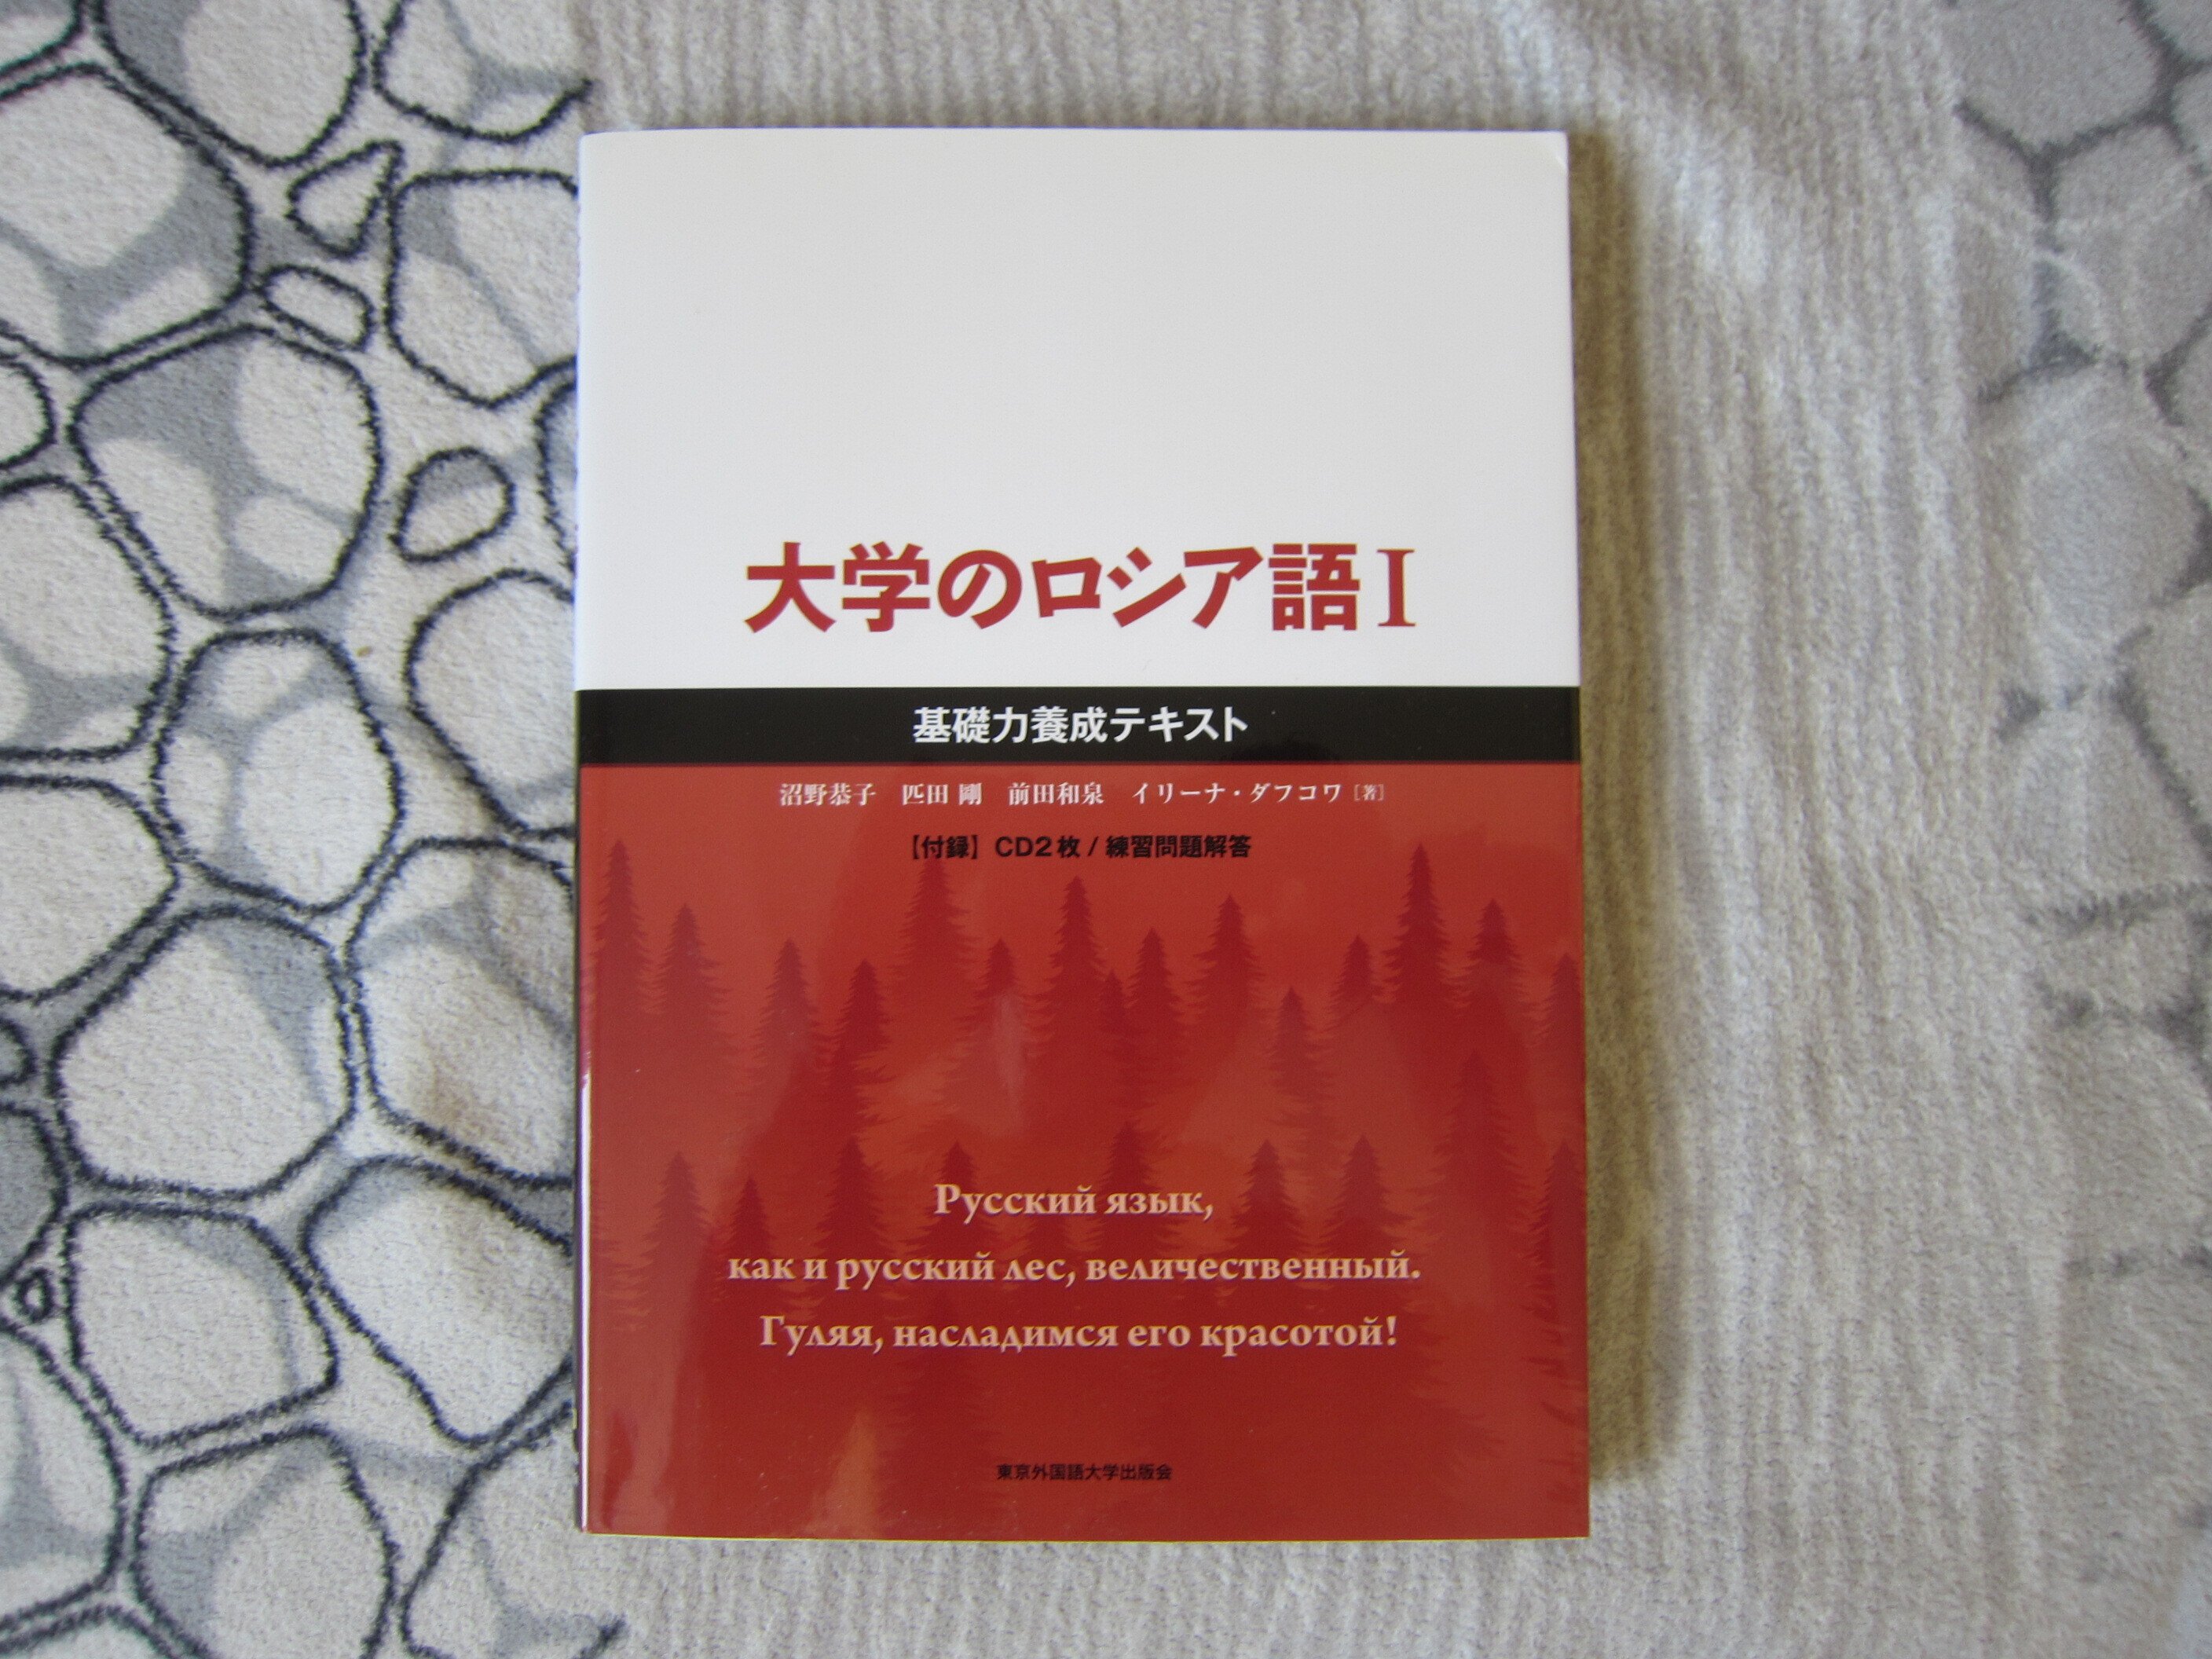 大学のロシア語I
基礎力養成テキスト
沼野恭子 匹田 剛 前田和泉 イリーナ・ダフコワ［著］
【付録】CD2枚 / 練習問題解答
Русский язык,
как и русский лес, величественный.
Гуляя, насладимся его красотой!
東京外国語大学出版会